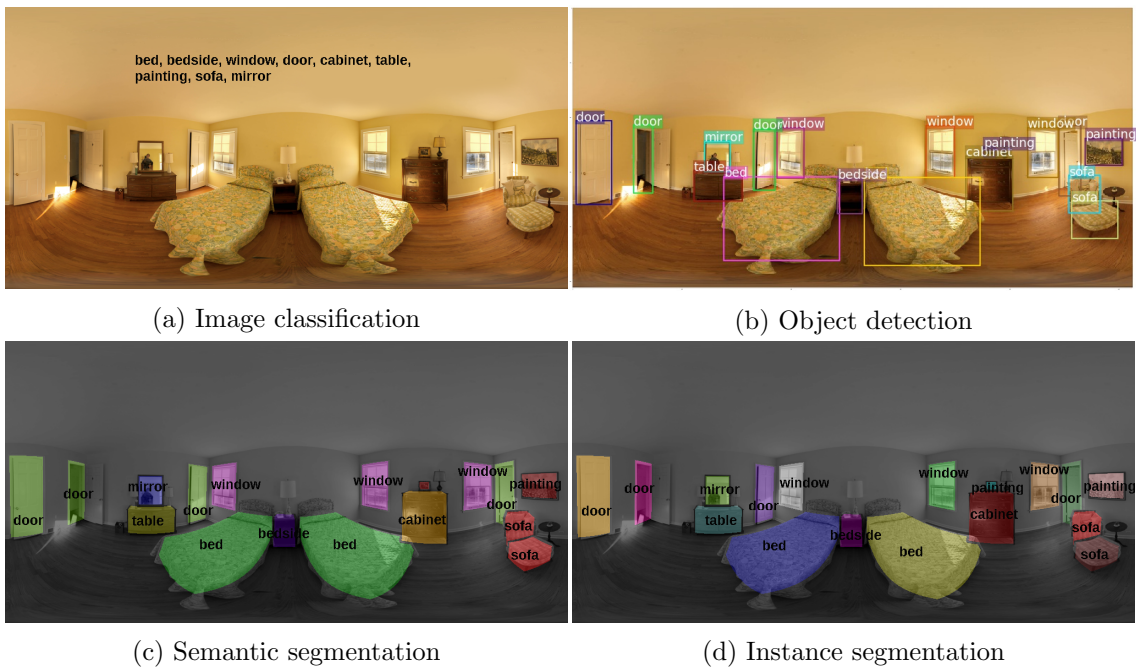 bed, bedside, window, door, cabinet, table,
painting, sofa, mirror
(a) Image classification
door
door
mirror
table
bed
door
window
bedside
window
cabinet
painting
window
or
painting
sofa
sofa
(b) Object detection
door
door
mirror
table
door
window
bed
bedside
bed
window
cabinet
window
door
painting
sofa
sofa
(c) Semantic segmentation
door
door
mirror
table
door
window
bed
bedside
bed
window
painting
cabinet
window
door
painting
sofa
sofa
(d) Instance segmentation